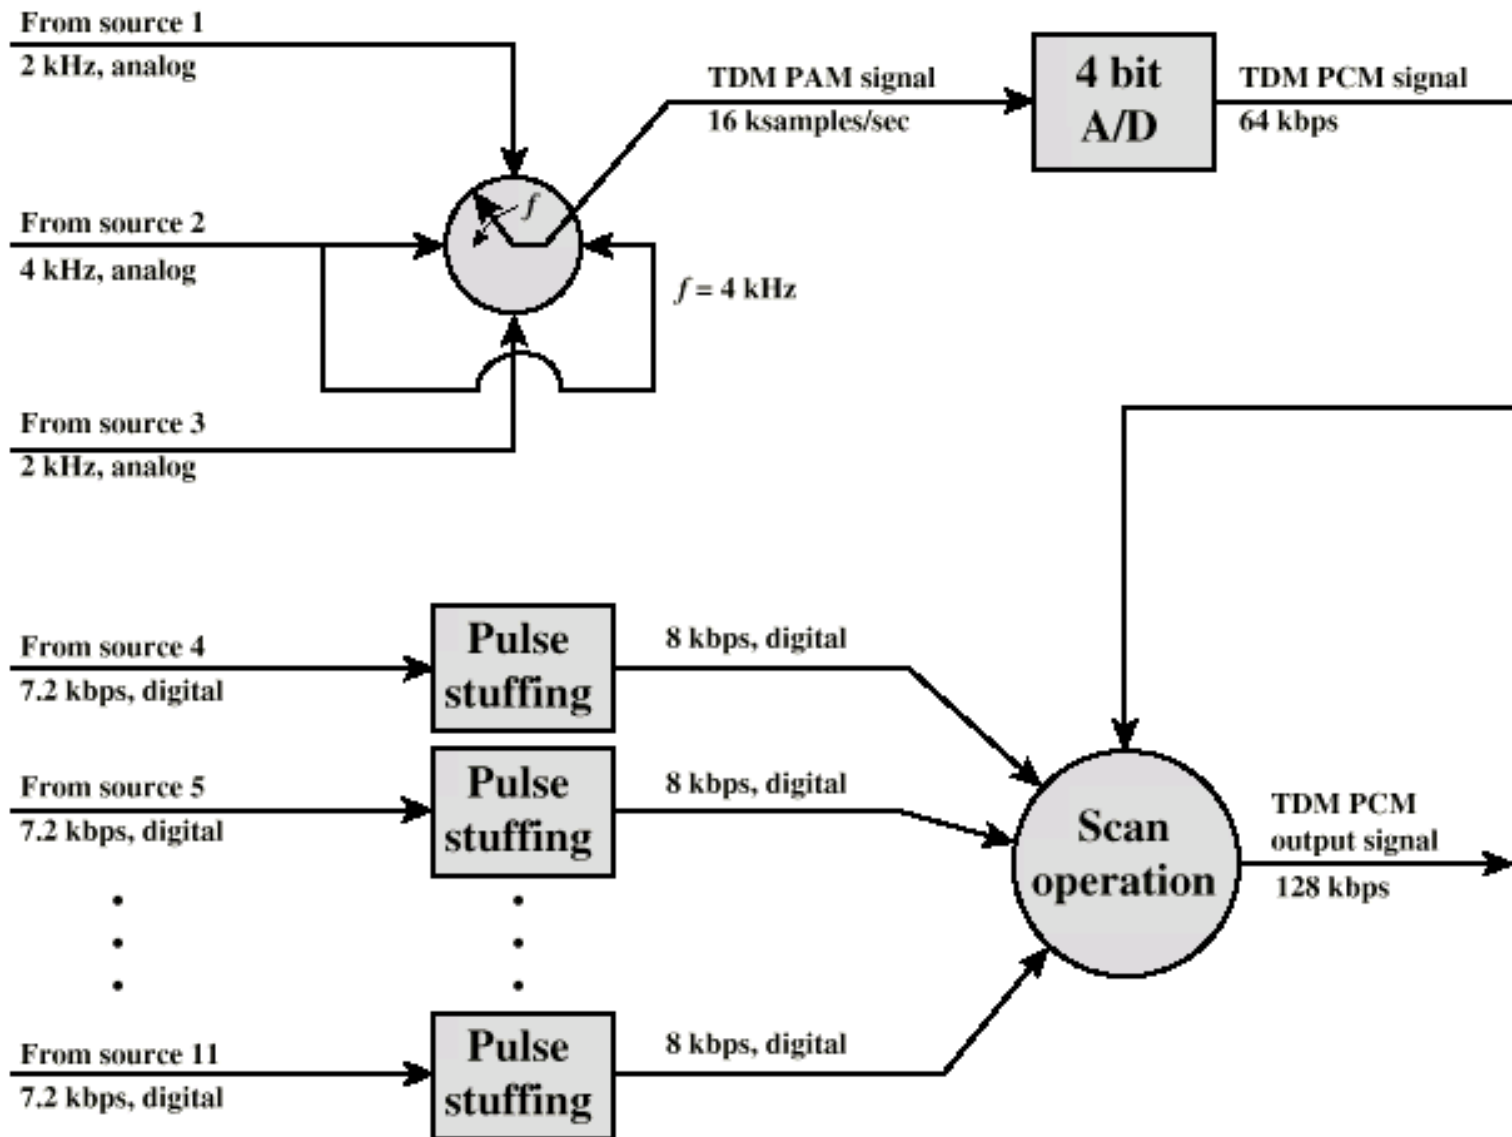 From source 1
2 kHz, analog
TDM PAM signal
16 ksamples/sec
4 bit
A/D
TDM PCM signal
64 kbps
From source 2
4 kHz, analog
f
f = 4 kHz
From source 3
2 kHz, analog
From source 4
7.2 kbps, digital
Pulse
stuffing
8 kbps, digital
From source 5
7.2 kbps, digital
Pulse
stuffing
8 kbps, digital
Scan
operation
TDM PCM
output signal
128 kbps
From source 11
7.2 kbps, digital
Pulse
stuffing
8 kbps, digital